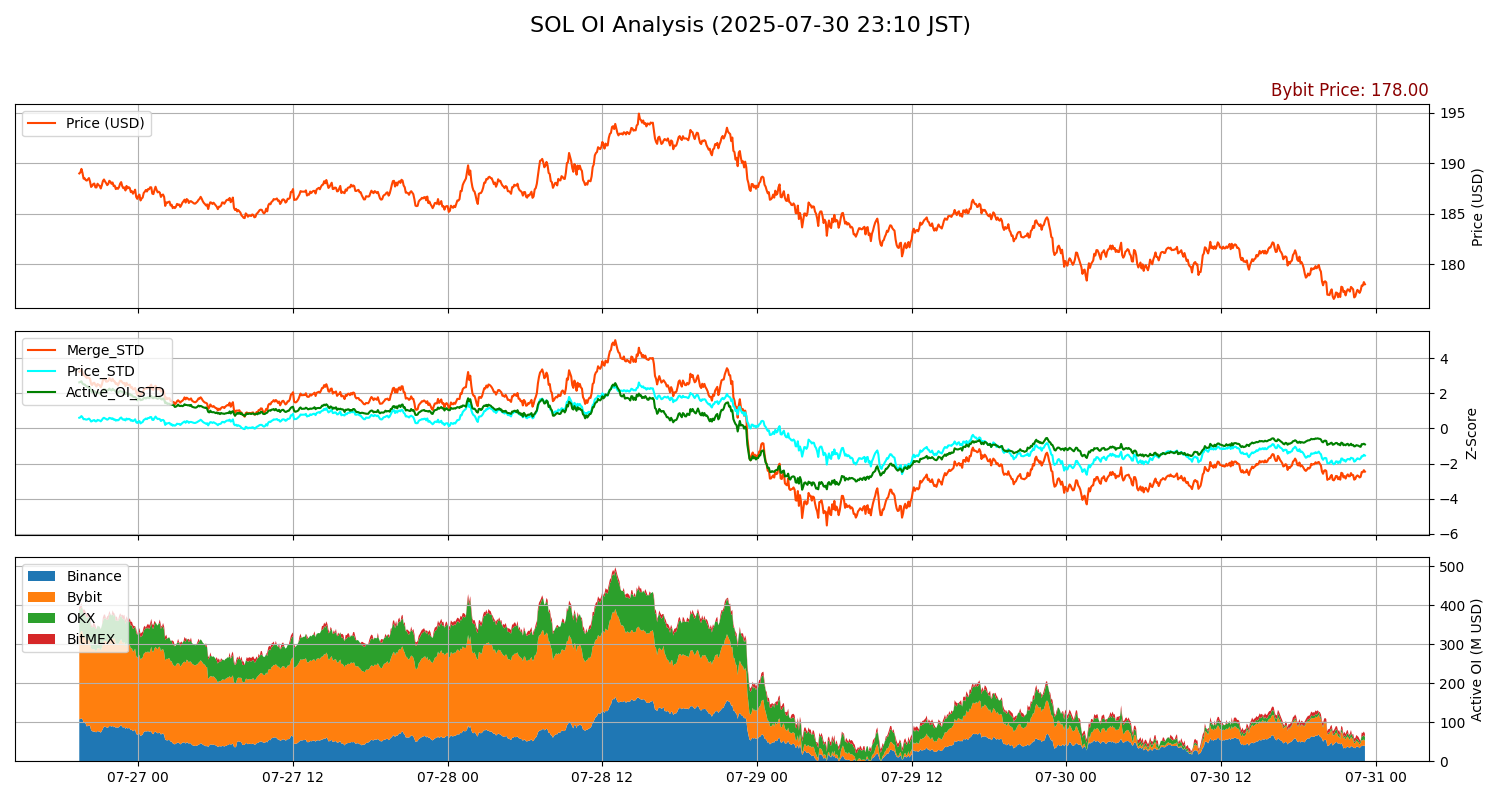 SOL OI Analysis (2025-07-30 23:10 JST)
Bybit Price: 178.00
Price (USD)
195
190
185
180
Price (USD)
Merge_STD
Price_STD
Active_OI_STD
4
2
0
−2
−4
−6
Z-Score
Binance
Bybit
OKX
BitMEX
500
400
300
200
100
0
Active OI (M USD)
07-27 00
07-27 12
07-28 00
07-28 12
07-29 00
07-29 12
07-30 00
07-30 12
07-31 00